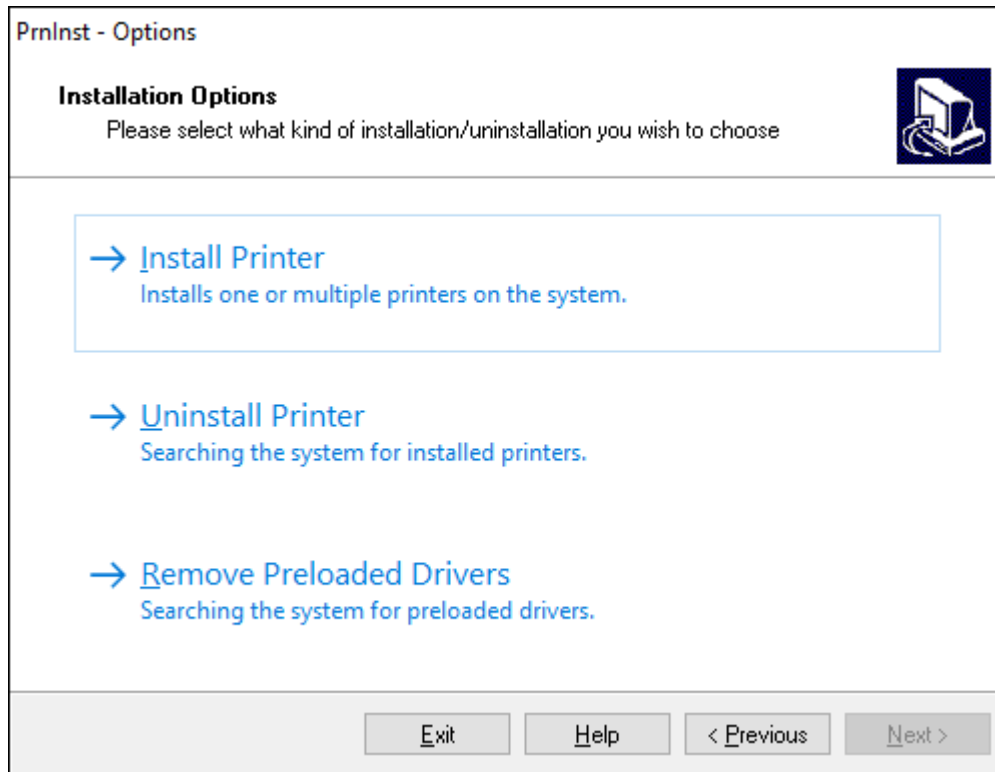 PrnInst - Options
Installation Options
Please select what kind of installation/uninstallation you wish to choose
Install Printer
Installs one or multiple printers on the system.
Uninstall Printer
Searching the system for installed printers.
Remove Preloaded Drivers
Searching the system for preloaded drivers.
Exit Help < Previous Next >